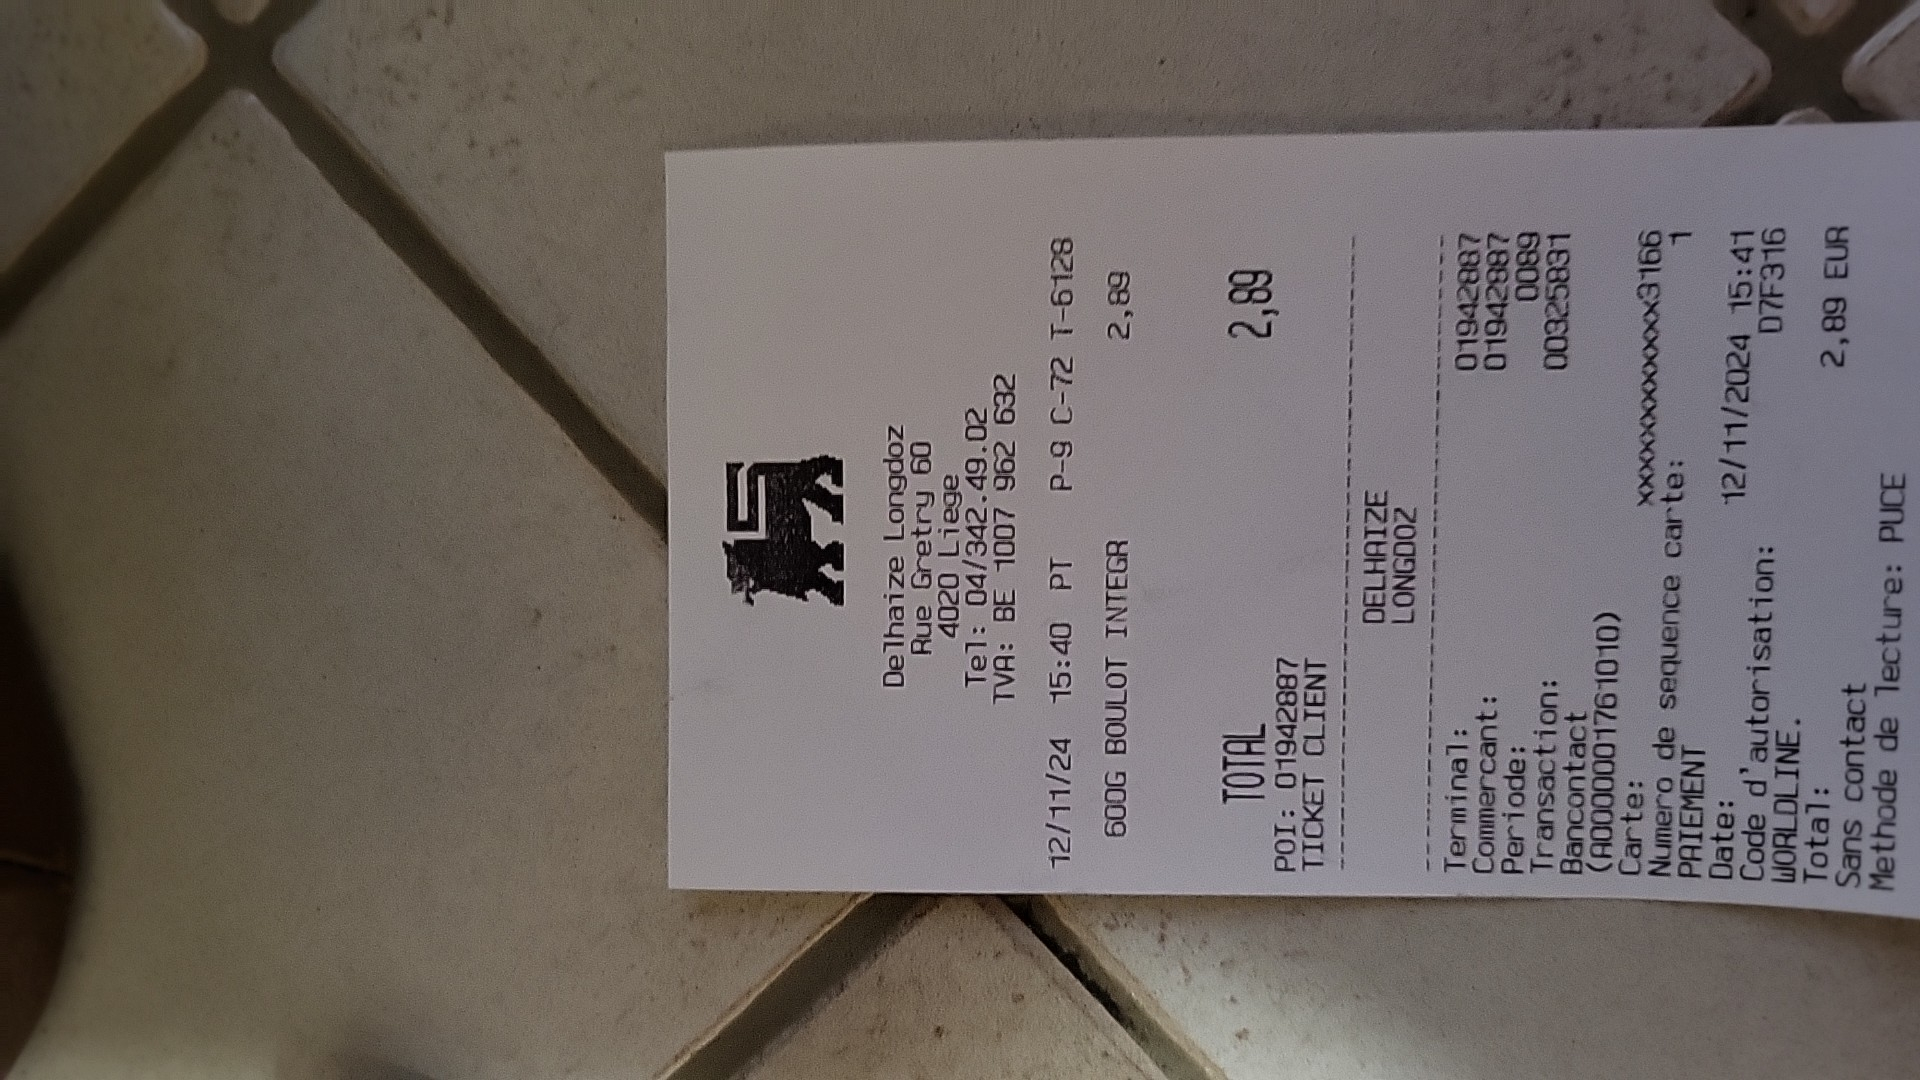 Delhaize Longdoz
Rue Gretry 60
4020 Liege
Tel: 04/342.49.02
TVA: BE 1007 962 632
12/11/24 15:40 PT P-9 C-72 T-6128
600G BOULOT INTEGR 2,89
TOTAL 2,89
POI: 01942887
TICKET CLIENT
DELHAIZE
LONGDOZ
Terminal: 01942887
Commercant: 01942887
Periode: 0089
Transaction: 00325831
Bancontact
(A0000001761010)
Carte: xxxxxxxxxxxxx3166
Numero de sequence carte: 1
PAIEMENT
Date: 12/11/2024 15:41
Code d'autorisation: D7F316
WORLDLINE.
Total: 2,89 EUR
Sans contact
Methode de lecture: PUCE